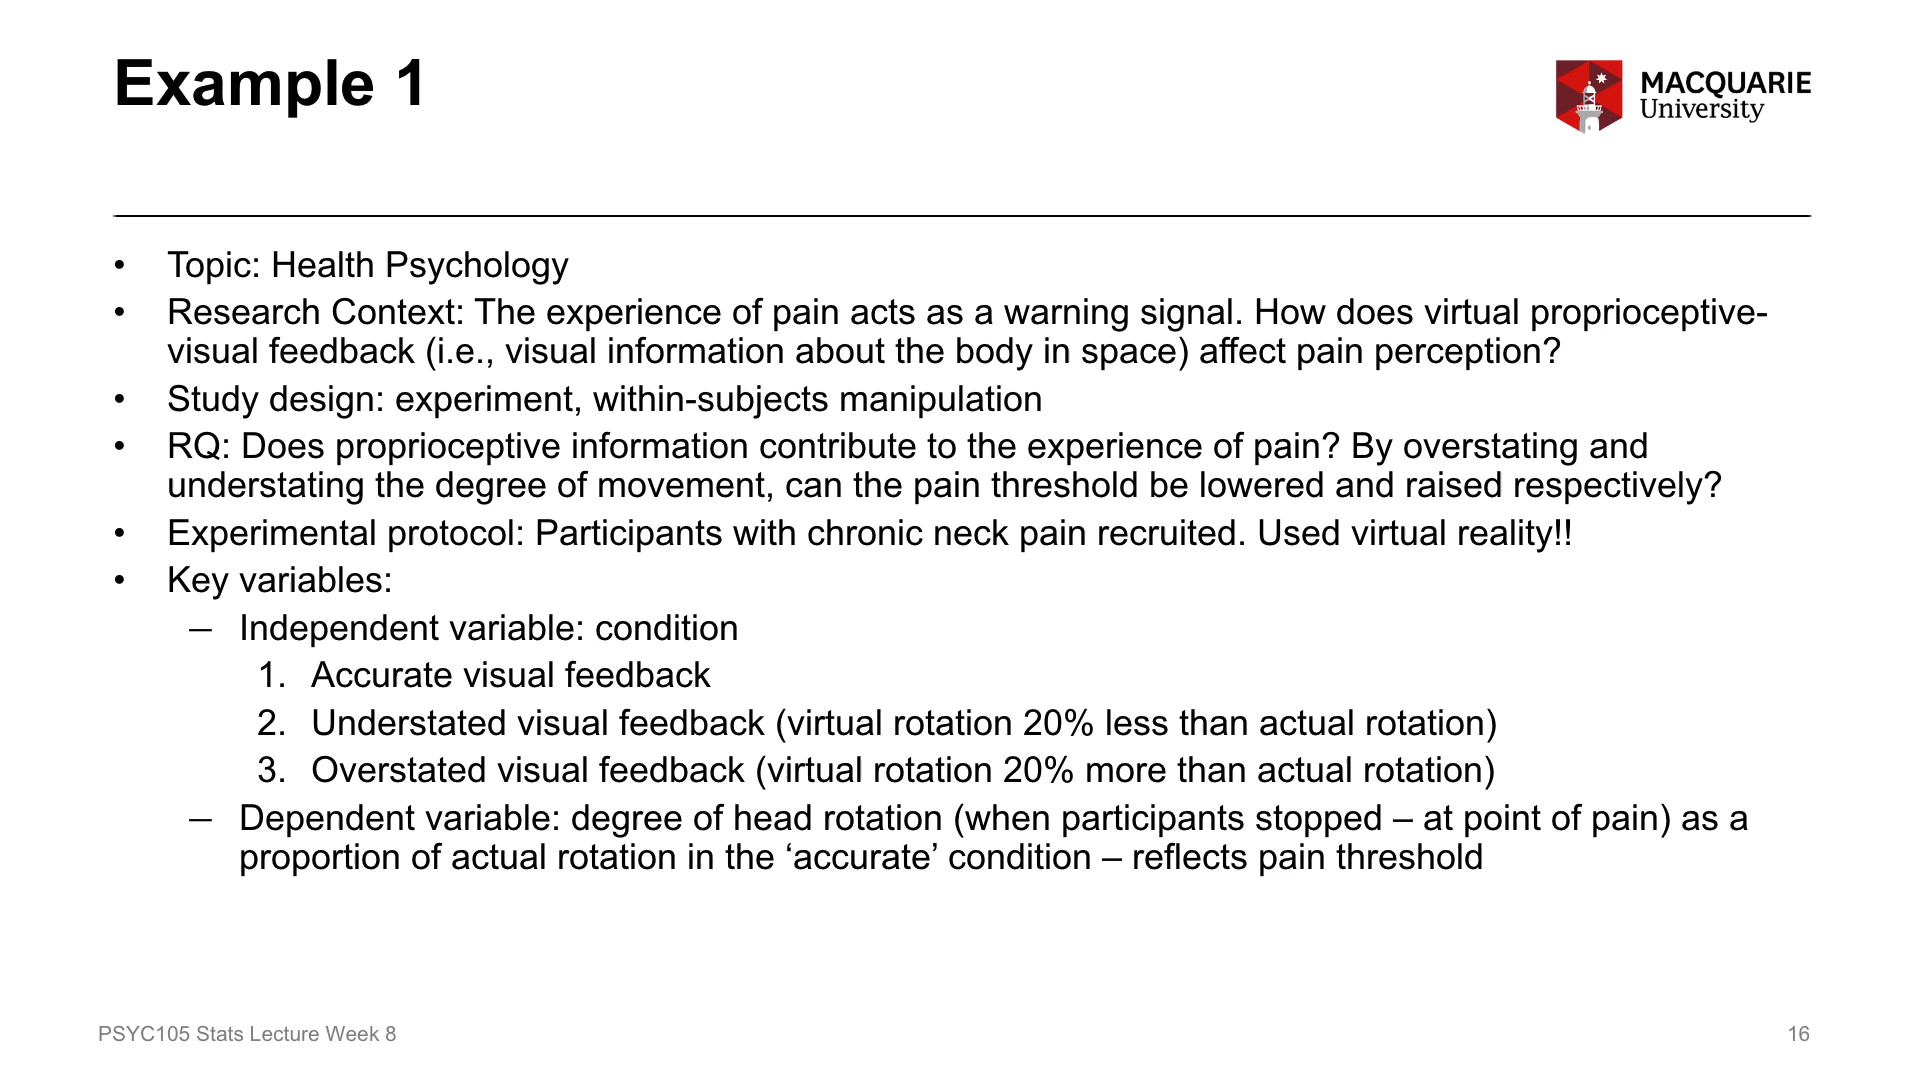 Example 1
MACQUARIE
University
• Topic: Health Psychology
• Research Context: The experience of pain acts as a warning signal. How does virtual proprioceptive-
visual feedback (i.e., visual information about the body in space) affect pain perception?
• Study design: experiment, within-subjects manipulation
• RQ: Does proprioceptive information contribute to the experience of pain? By overstating and
understating the degree of movement, can the pain threshold be lowered and raised respectively?
• Experimental protocol: Participants with chronic neck pain recruited. Used virtual reality!!
• Key variables:
– Independent variable: condition
1. Accurate visual feedback
2. Understated visual feedback (virtual rotation 20% less than actual rotation)
3. Overstated visual feedback (virtual rotation 20% more than actual rotation)
– Dependent variable: degree of head rotation (when participants stopped – at point of pain) as a
proportion of actual rotation in the ‘accurate’ condition – reflects pain threshold
PSYC105 Stats Lecture Week 8
16